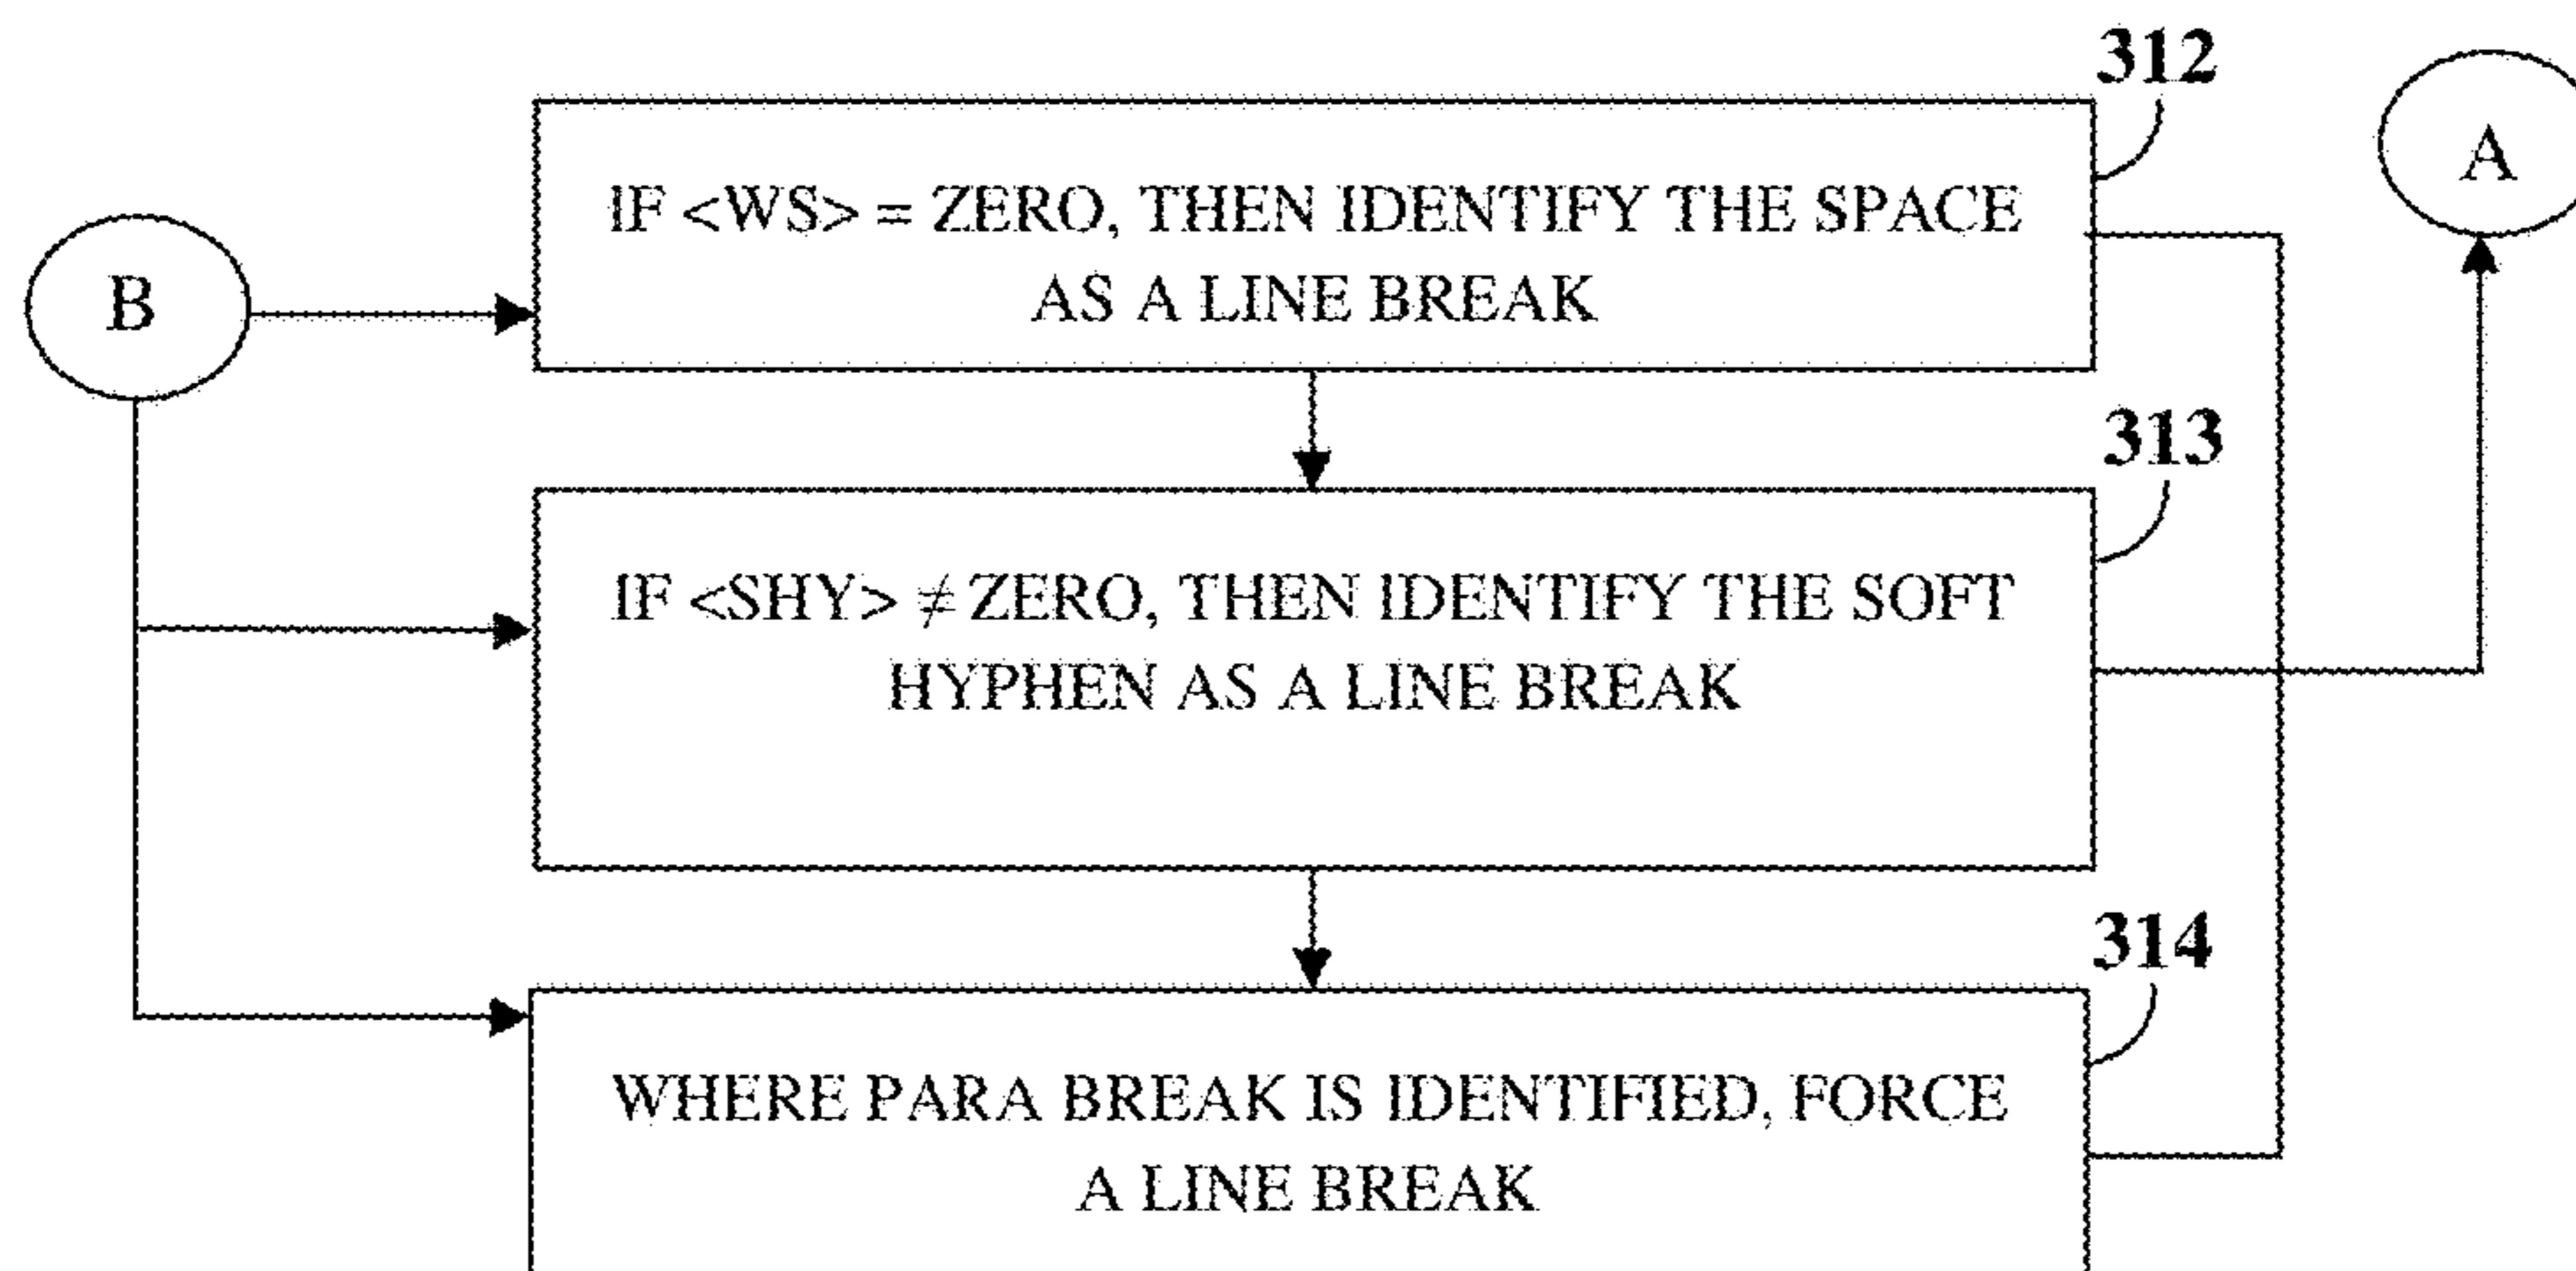 312
A
IF <WS> = ZERO, THEN IDENTIFY THE SPACE
AS A LINE BREAK
B
313
IF <SHY> ≠ ZERO, THEN IDENTIFY THE SOFT
HYPHEN AS A LINE BREAK
314
WHERE PARA BREAK IS IDENTIFIED, FORCE
A LINE BREAK